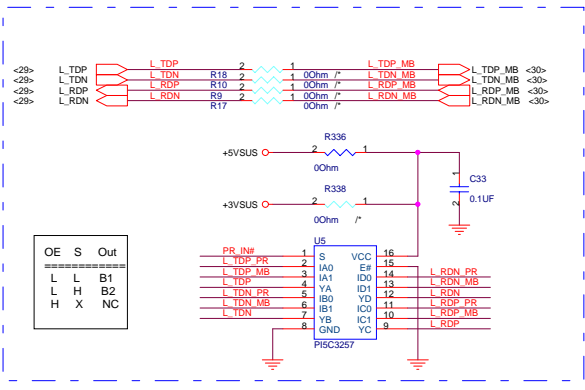 <29> L_TDP L_TDP 2 1 L_TDP_MB L_TDP_MB <30>
<29> L_TDN L_TDN R18 2 1 0Ohm /* L_TDN_MB L_TDN_MB <30>
<29> L_RDP L_RDP R10 2 1 0Ohm /* L_RDP_MB L_RDP_MB <30>
<29> L_RDN L_RDN R9 2 1 0Ohm /* L_RDN_MB L_RDN_MB <30>
R17 0Ohm /*
R336
+5VSUS 2 1
0Ohm
R338
+3VSUS 2 1
0Ohm /*
1 C33
2 0.1UF
OE S Out
===========
L L B1
L H B2
H X NC
U5
PR_IN# 1 S VCC 16
L_TDP_PR 2 IA0 E# 15
L_TDP_MB 3 IA1 ID0 14 L_RDN_PR
L_TDP 4 YA ID1 13 L_RDN_MB
L_TDN_PR 5 IB0 YD 12 L_RDN
L_TDN_MB 6 IB1 IC0 11 L_RDP_PR
L_TDN 7 YB IC1 10 L_RDP_MB
8 GND YC 9 L_RDP
PI5C3257